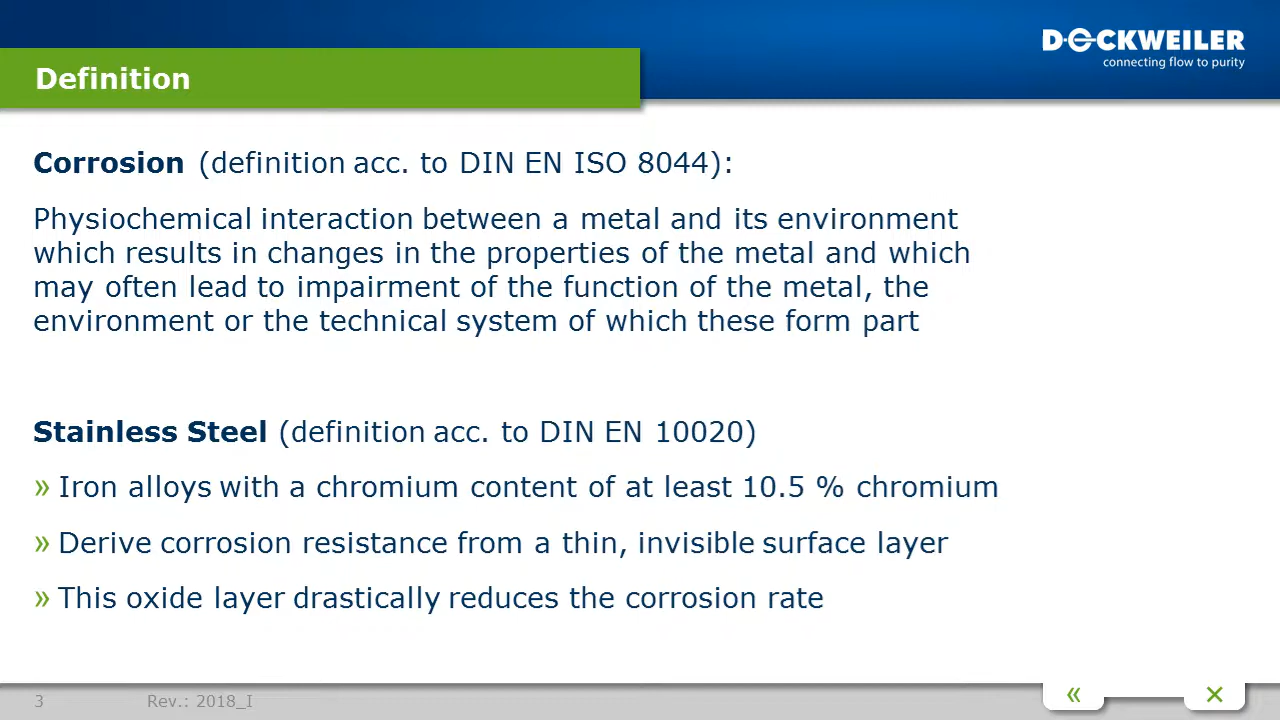 DOCKWEILER
connecting flow to purity
Definition
Corrosion (definition acc. to DIN EN ISO 8044):
Physiochemical interaction between a metal and its environment
which results in changes in the properties of the metal and which
may often lead to impairment of the function of the metal, the
environment or the technical system of which these form part
Stainless Steel (definition acc. to DIN EN 10020)
» Iron alloys with a chromium content of at least 10.5 % chromium
» Derive corrosion resistance from a thin, invisible surface layer
» This oxide layer drastically reduces the corrosion rate
3 Rev.: 2018_I « ×